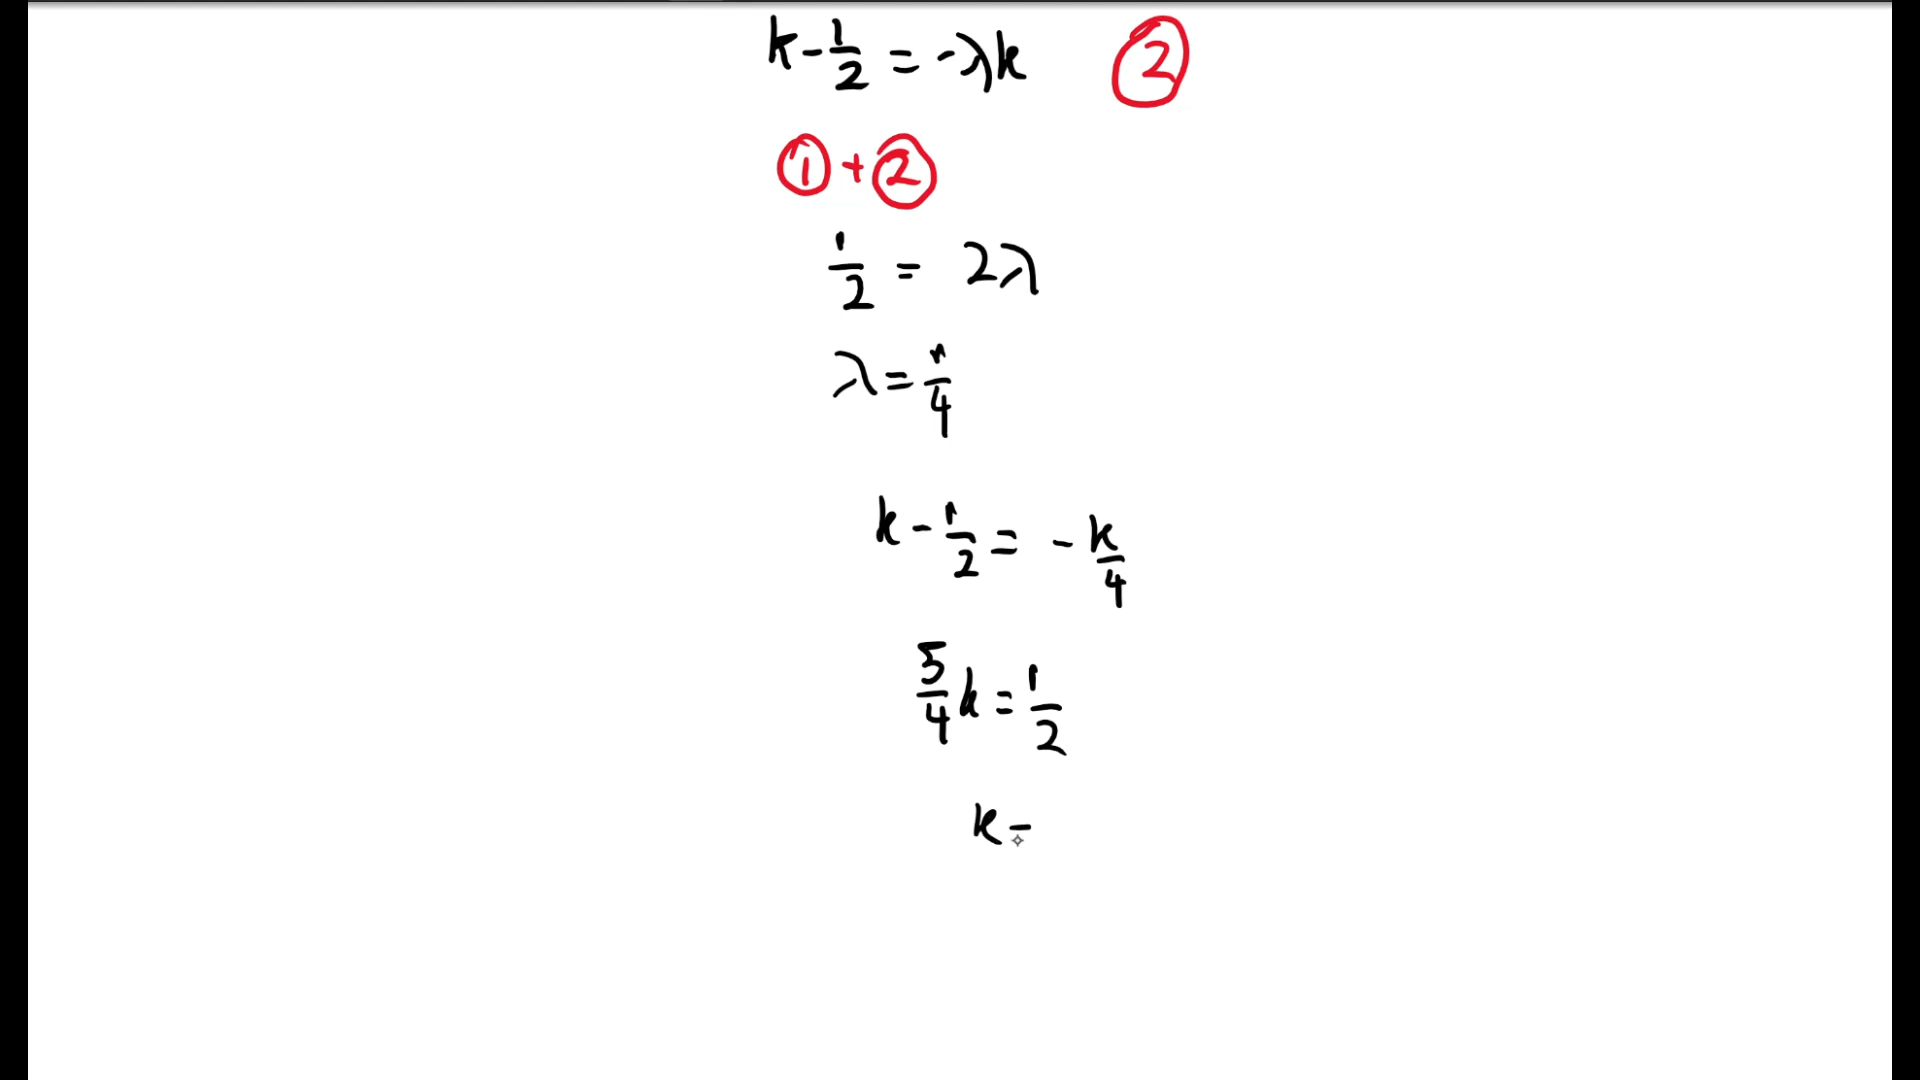 k - 1/2 = -λk ②
① + ②
1/2 = 2λ
λ = 1/4
k - 1/2 = -k/4
5/4 k = 1/2
k -